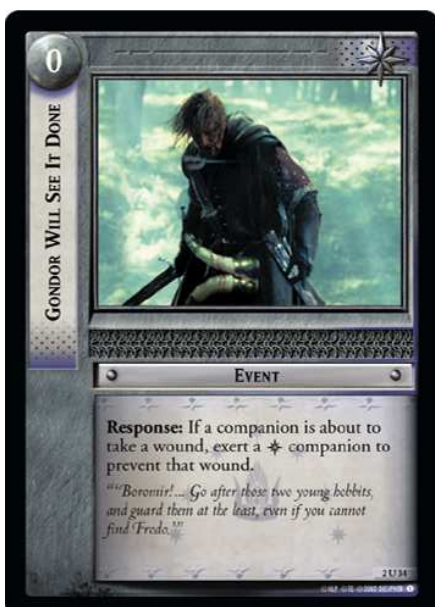 0
GONDOR WILL SEE IT DONE
EVENT
Response: If a companion is about to
take a wound, exert a companion to
prevent that wound.
"'Boromir!... Go after those two young hobbits,
and guard them at the least, even if you cannot
find Frodo.'"
2 U 34